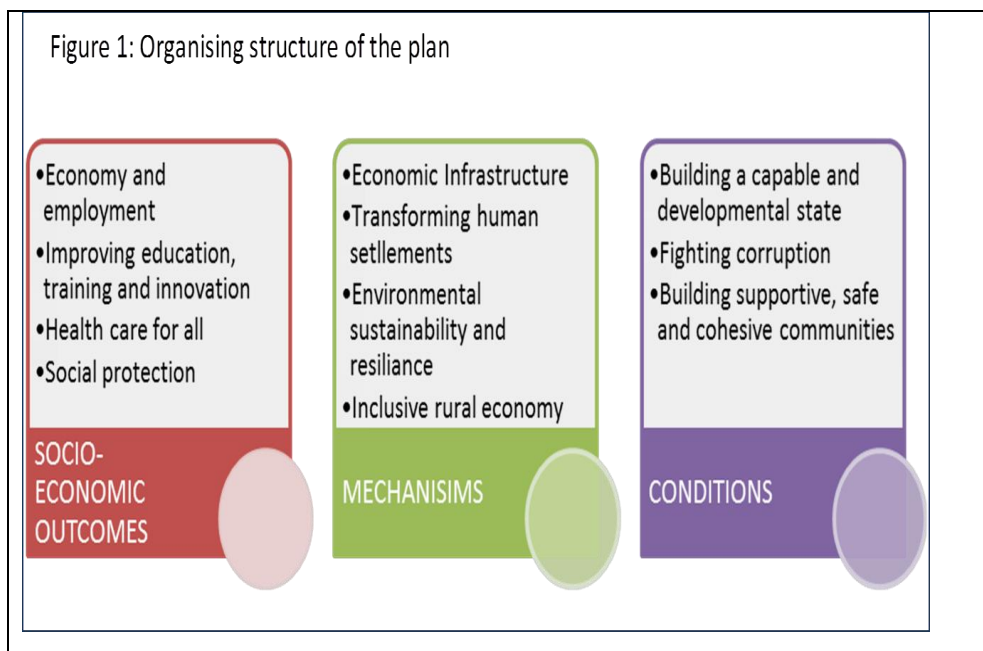 Figure 1: Organising structure of the plan
•Economy and
employment
•Improving education,
training and innovation
•Health care for all
•Social protection
SOCIO-
ECONOMIC
OUTCOMES
•Economic Infrastructure
•Transforming human
setllements
•Environmental
sustainability and
resiliance
•Inclusive rural economy
MECHANISIMS
•Building a capable and
developmental state
•Fighting corruption
•Building supportive, safe
and cohesive communities
CONDITIONS